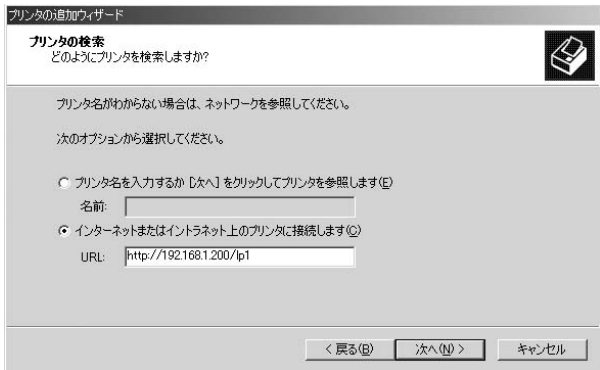 プリンタの追加ウィザード
プリンタの検索
どのようにプリンタを検索しますか?
プリンタ名がわからない場合は、ネットワークを参照してください。
次のオプションから選択してください。
プリンタ名を入力するか [次へ] をクリックしてプリンタを参照します(E)
名前:
インターネットまたはイントラネット上のプリンタに接続します(C)
URL: http://192.168.1.200/lp1
< 戻る(B) 次へ(N) > キャンセル